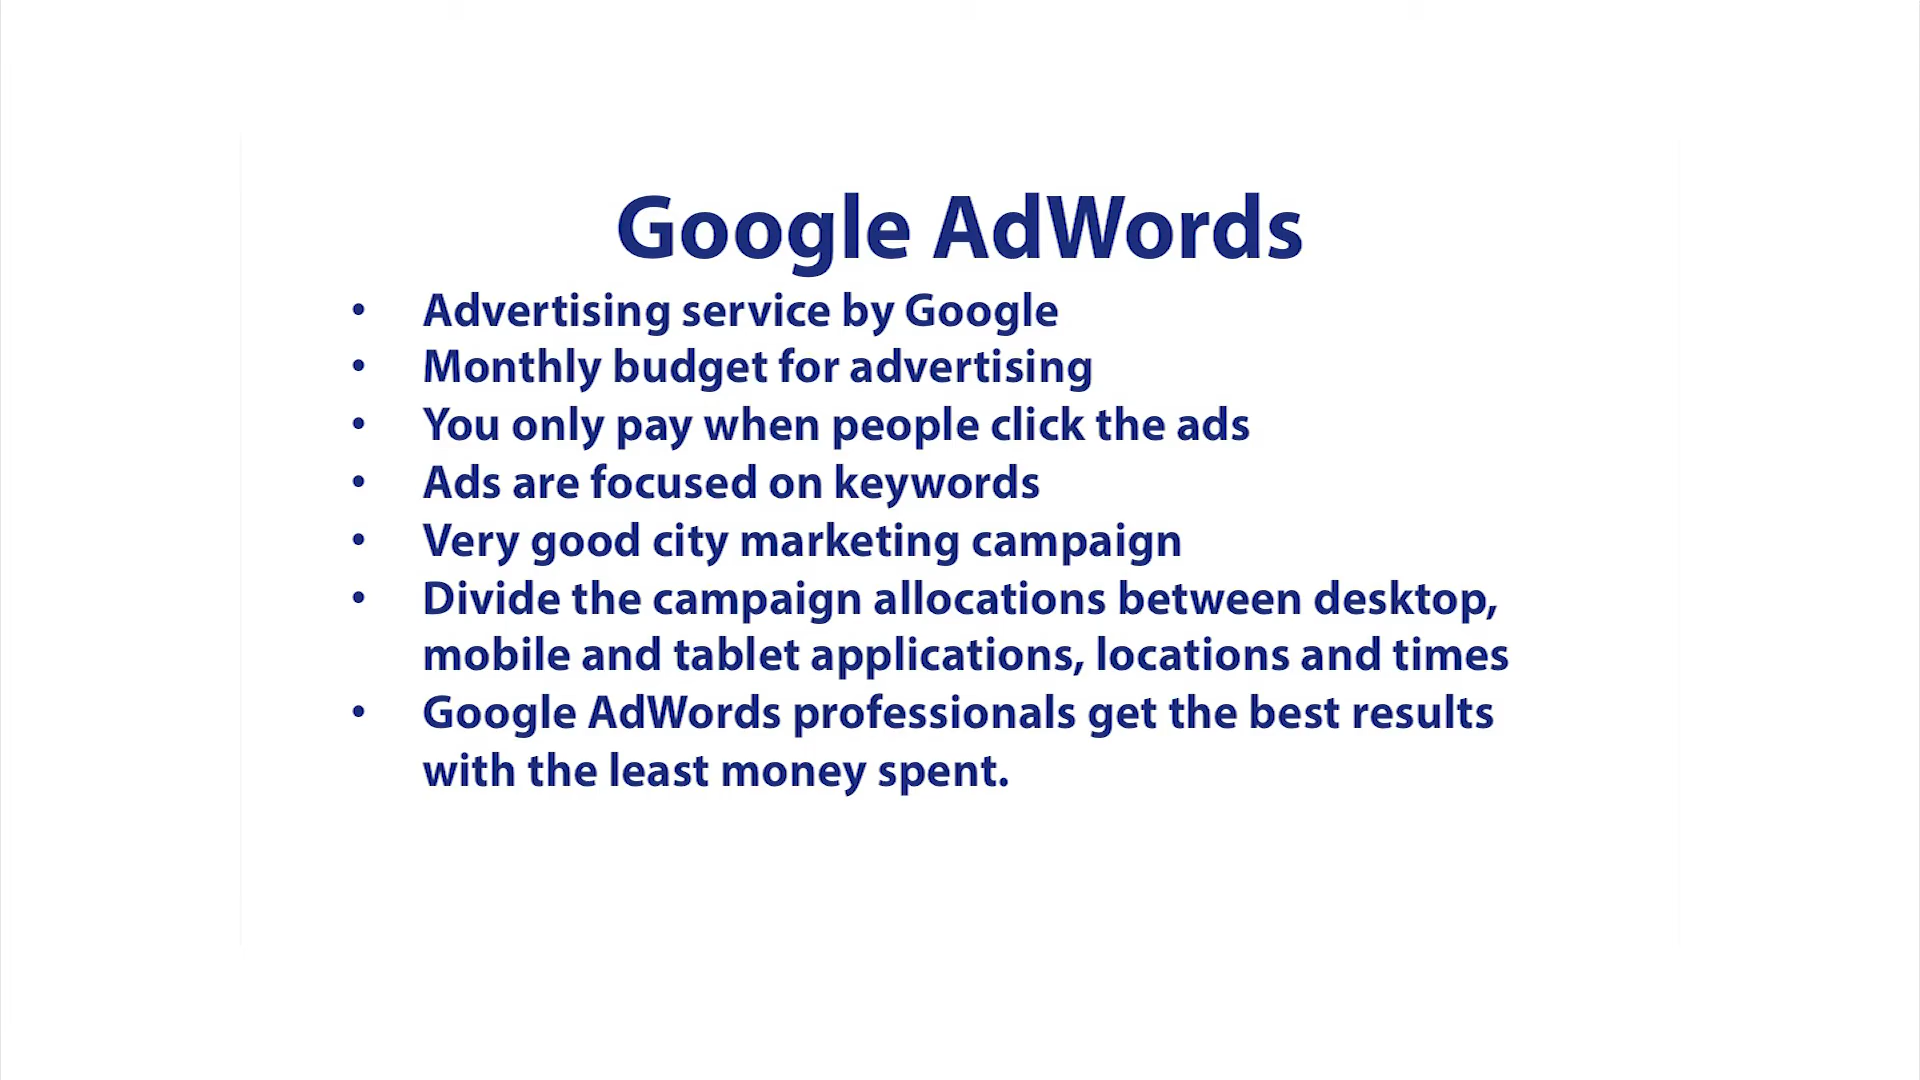 Google AdWords
• Advertising service by Google
• Monthly budget for advertising
• You only pay when people click the ads
• Ads are focused on keywords
• Very good city marketing campaign
• Divide the campaign allocations between desktop,
mobile and tablet applications, locations and times
• Google AdWords professionals get the best results
with the least money spent.